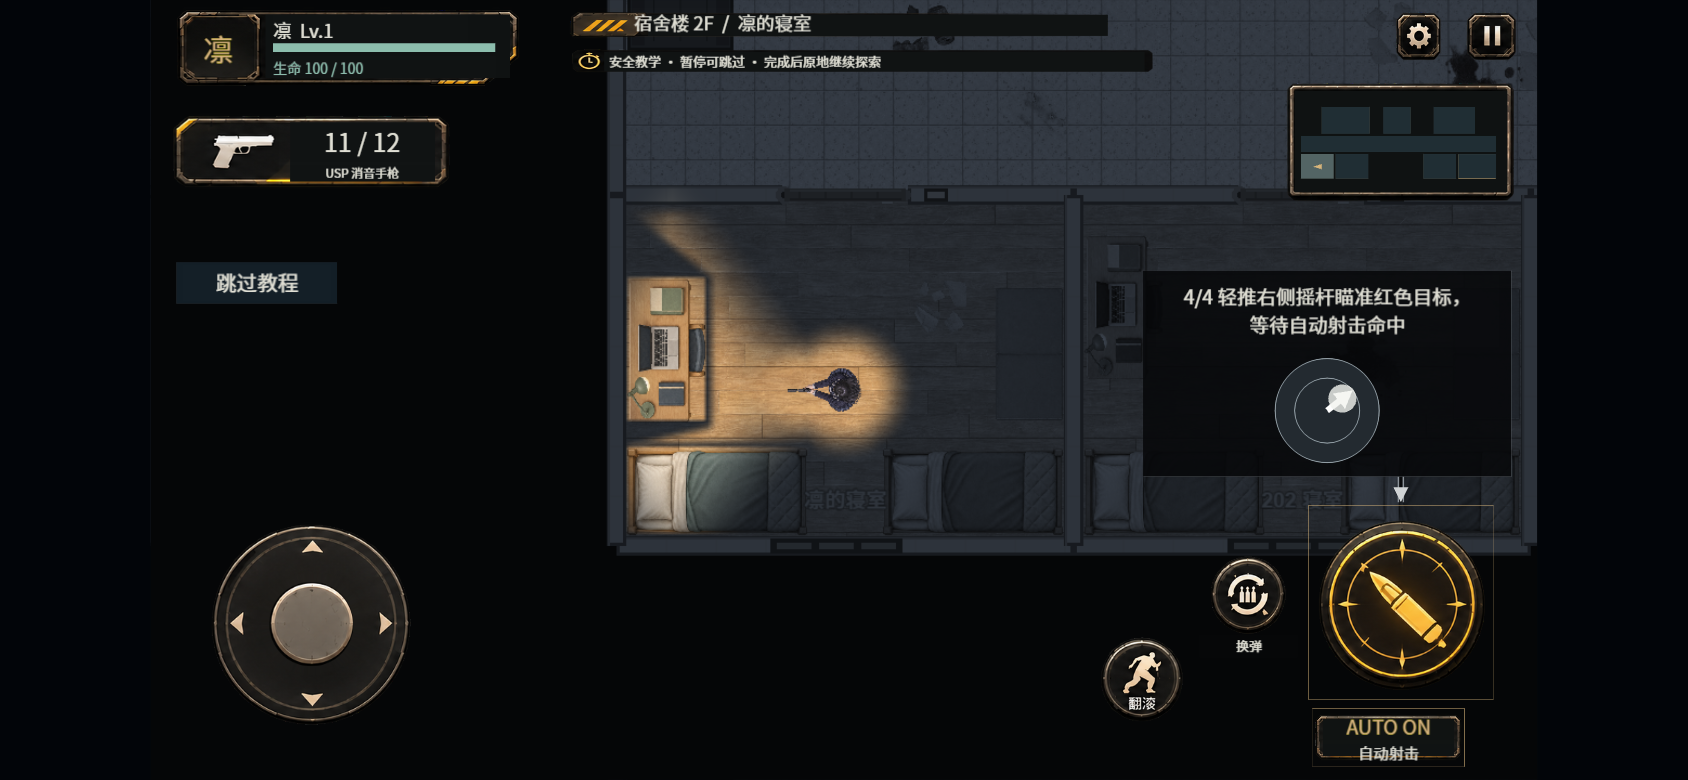 凛
凛 Lv.1
生命 100 / 100
宿舍楼 2F / 凛的寝室
安全教学 · 暂停可跳过 · 完成后原地继续探索
11 / 12
USP 消音手枪
跳过教程
4/4 轻推右侧摇杆瞄准红色目标，
等待自动射击命中
凛的寝室
202 寝室
换弹
翻滚
AUTO ON
自动射击